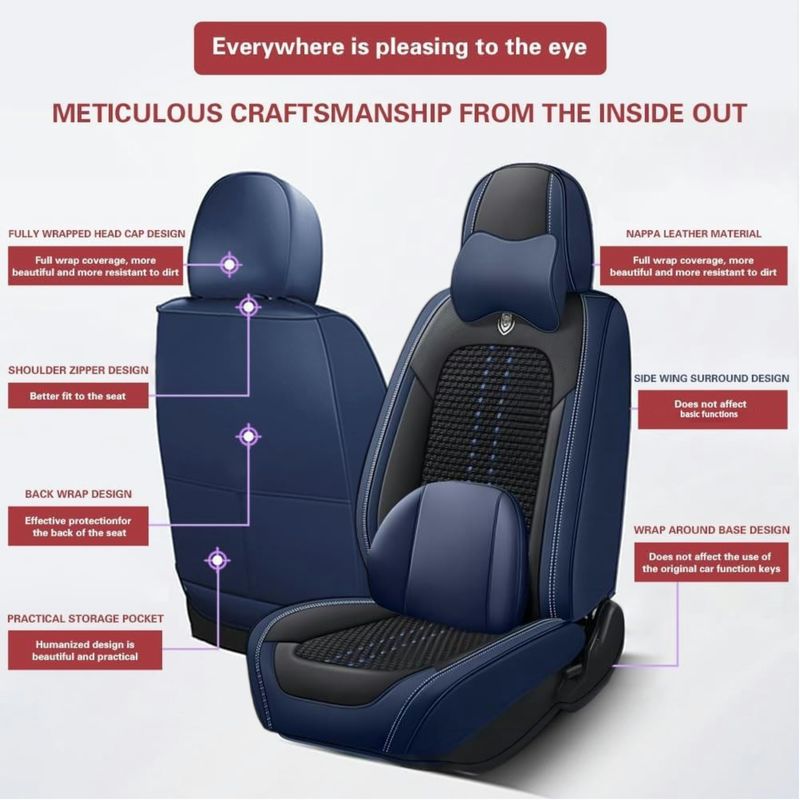 Everywhere is pleasing to the eye
METICULOUS CRAFTSMANSHIP FROM THE INSIDE OUT
FULLY WRAPPED HEAD CAP DESIGN
Full wrap coverage, more
beautiful and more resistant to dirt
SHOULDER ZIPPER DESIGN
Better fit to the seat
BACK WRAP DESIGN
Effective protectionfor
the back of the seat
PRACTICAL STORAGE POCKET
Humanized design is
beautiful and practical
NAPPA LEATHER MATERIAL
Full wrap coverage, more
beautiful and more resistant to dirt
SIDE WING SURROUND DESIGN
Does not affect
basic functions
WRAP AROUND BASE DESIGN
Does not affect the use of
the original car function keys